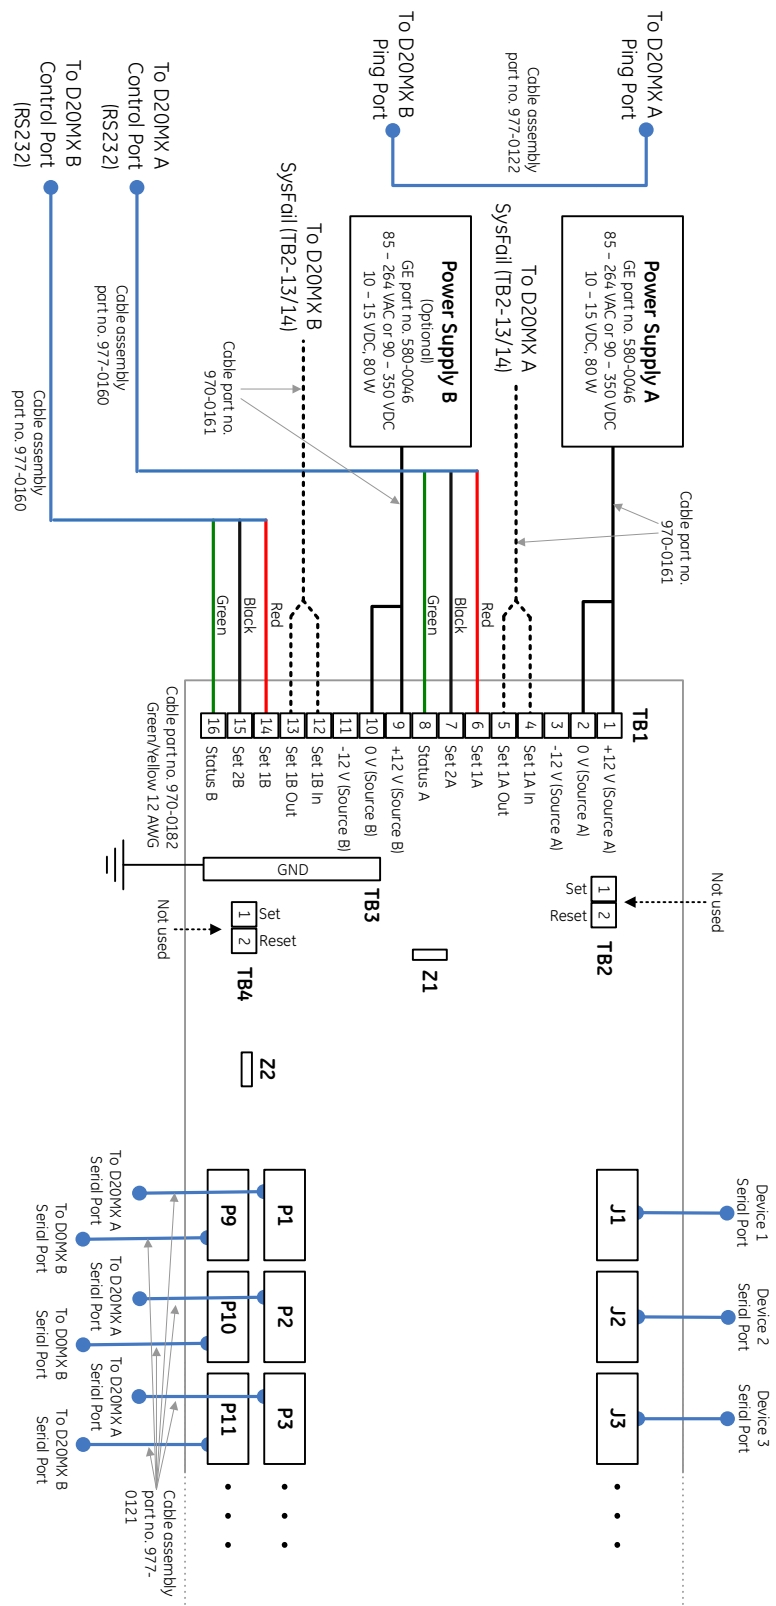 To D20MX A
Ping Port
Cable assembly
part no. 977-0122
To D20MX B
Ping Port
To D20MX A
Control Port
(RS232)
To D20MX B
Control Port
(RS232)
Power Supply A
GE part no. 580-0046
85 – 264 VAC or 90 – 350 VDC
10 – 15 VDC, 80 W
To D20MX A
SysFail (TB2-13/14)
Power Supply B
(Optional)
GE part no. 580-0046
85 – 264 VAC or 90 – 350 VDC
10 – 15 VDC, 80 W
To D20MX B
SysFail (TB2-13/14)
Cable assembly
part no. 977-0160
Cable assembly
part no. 977-0160
Cable part no.
970-0161
Cable part no.
970-0161
Red
Black
Green
Red
Black
Green
TB1
1 +12 V (Source A)
2 0 V (Source A)
3 -12 V (Source A)
4 Set 1A In
5 Set 1A Out
6 Set 1A
7 Set 2A
8 Status A
9 +12 V (Source B)
10 0 V (Source B)
11 -12 V (Source B)
12 Set 1B In
13 Set 1B Out
14 Set 1B
15 Set 2B
16 Status B
Cable part no. 970-0182
Green/Yellow 12 AWG
GND
TB3
Not used
Set 1
Reset 2
TB2
1 Set
2 Reset
TB4
Not used
Z1
Z2
Device 1
Serial Port
Device 2
Serial Port
Device 3
Serial Port
J1
J2
J3
P1
P2
P3
P9
P10
P11
To D20MX A
Serial Port
To D0MX B
Serial Port
To D20MX A
Serial Port
To D0MX B
Serial Port
To D20MX A
Serial Port
To D20MX B
Serial Port
Cable assembly
part no. 977-
0121